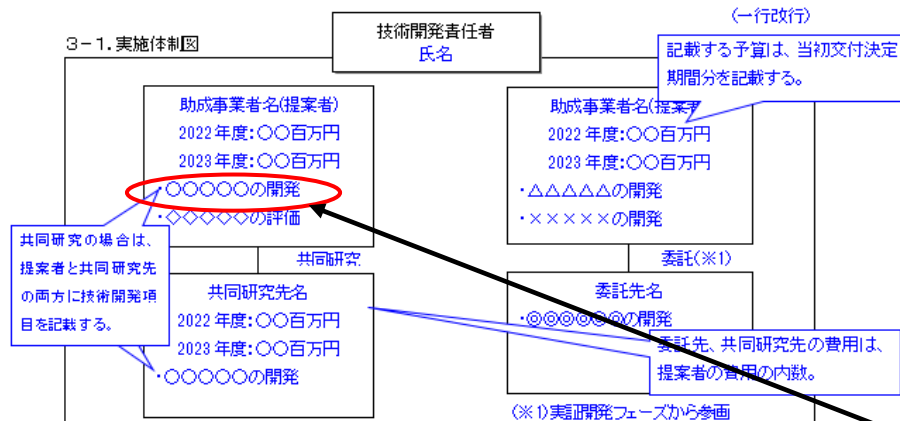 (一行改行)
技術開発責任者
氏名
3-1.実施体制図
記載する予算は、当初交付決定
期間分を記載する。
助成事業者名(提案者)
2022年度:〇〇百万円
2023年度:〇〇百万円
・〇〇〇〇〇の開発
・◇◇◇◇◇の評価
助成事業者名(提案者
2022年度:〇〇百万円
2023年度:〇〇百万円
・△△△△△の開発
・×××××の開発
共同研究の場合は、
提案者と共同研究先
の両方に技術開発項
目を記載する。
共同研究
委託(※1)
共同研究先名
2022年度:〇〇百万円
2023年度:〇〇百万円
・〇〇〇〇〇の開発
委託先名
・◎◎◎◎◎の開発
委託先、共同研究先の費用は、
提案者の費用の内数。
(※1)実証開発フェーズから参画